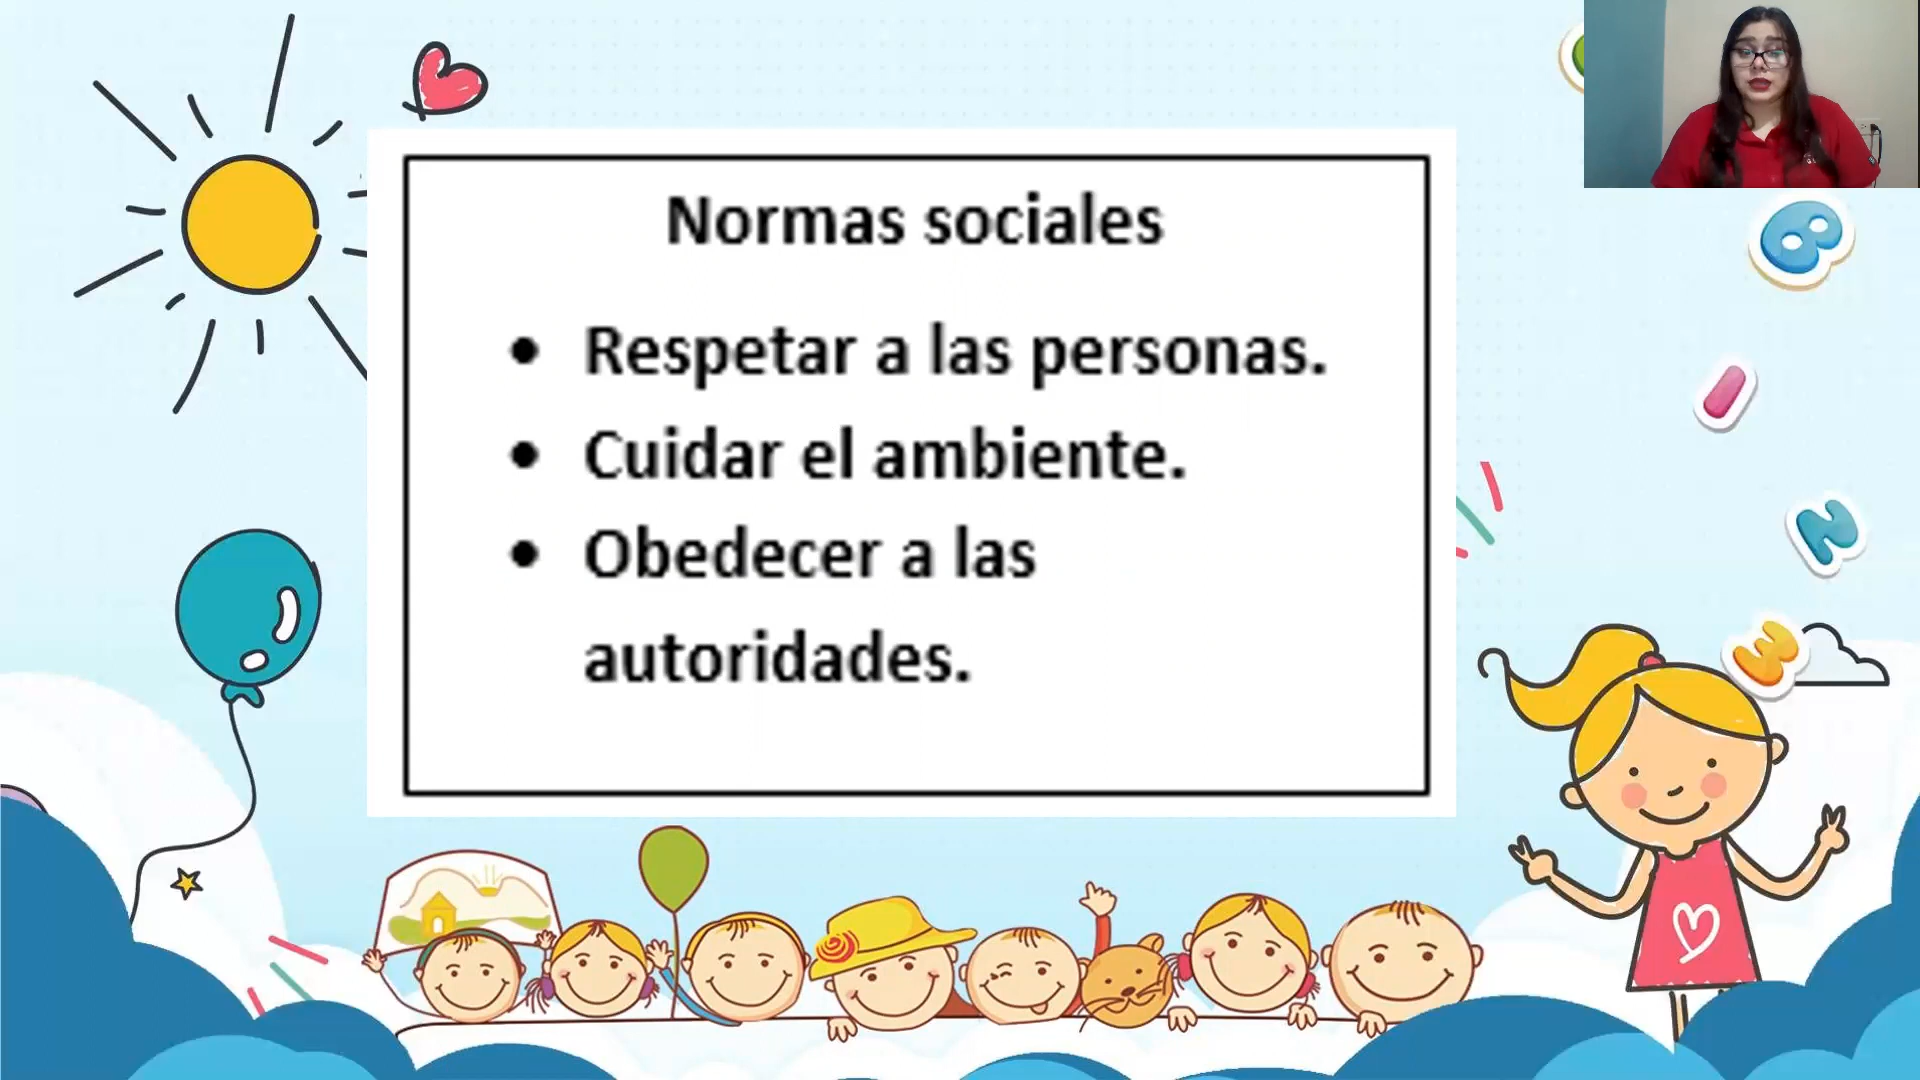 Normas sociales
• Respetar a las personas.
• Cuidar el ambiente.
• Obedecer a las
autoridades.
B
I
N
E